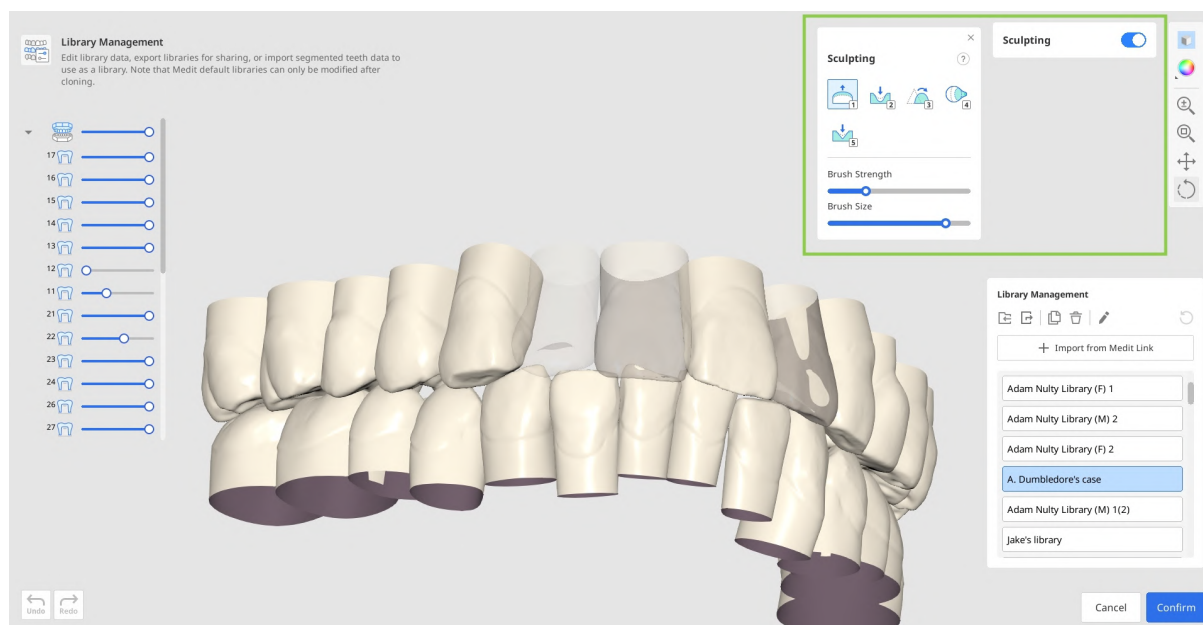 Library Management
Edit library data, export libraries for sharing, or import segmented teeth data to
use as a library. Note that Medit default libraries can only be modified after
cloning.
17
16
15
14
13
12
11
21
22
23
24
26
27
Undo
Redo
Sculpting
?
1
2
3
4
5
Brush Strength
Brush Size
Sculpting
Library Management
+ Import from Medit Link
Adam Nulty Library (F) 1
Adam Nulty Library (M) 2
Adam Nulty Library (F) 2
A. Dumbledore's case
Adam Nulty Library (M) 1(2)
Jake's library
Cancel
Confirm